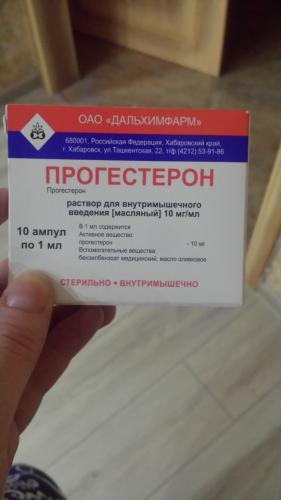 ОАО «ДАЛЬХИМФАРМ»
680001, Российская Федерация, Хабаровский край,
г. Хабаровск, ул.Ташкентская, 22, т/ф (4212) 53-91-86
ПРОГЕСТЕРОН
Прогестерон
раствор для внутримышечного
введения [масляный] 10 мг/мл
10 ампул
по 1 мл
В 1 мл содержится
Активное вещество:
прогестерон - 10 мг
Вспомогательные вещества:
бензилбензоат медицинский, масло оливковое
СТЕРИЛЬНО • ВНУТРИМЫШЕЧНО